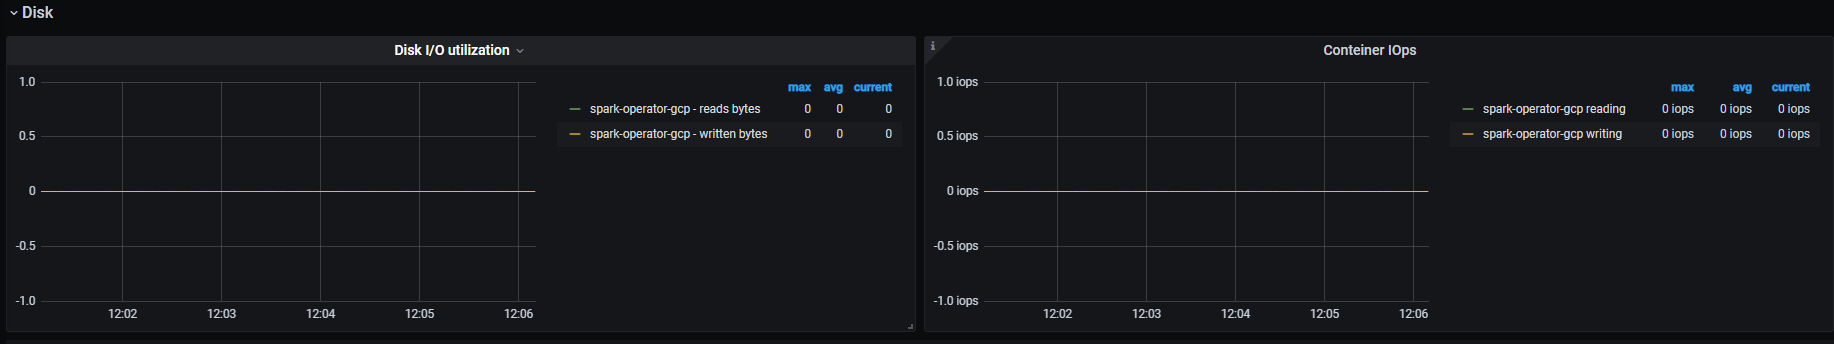 Disk
Disk I/O utilization
1.0
0.5
0
-0.5
-1.0
12:02 12:03 12:04 12:05 12:06
max avg current
spark-operator-gcp - reads bytes 0 0 0
spark-operator-gcp - written bytes 0 0 0
i
Conteiner IOps
1.0 iops
0.5 iops
0 iops
-0.5 iops
-1.0 iops
12:02 12:03 12:04 12:05 12:06
max avg current
spark-operator-gcp reading 0 iops 0 iops 0 iops
spark-operator-gcp writing 0 iops 0 iops 0 iops